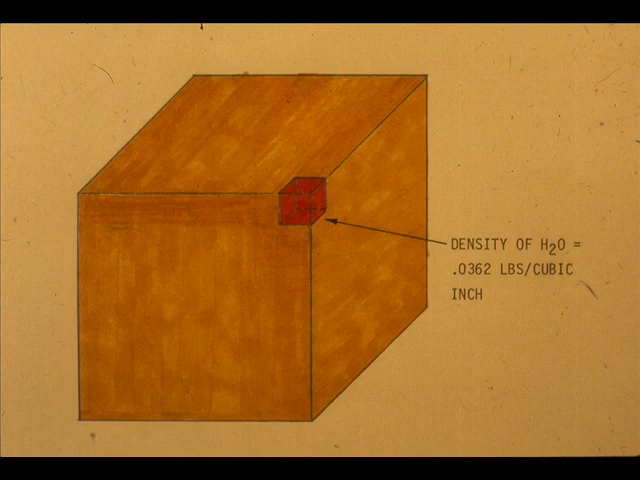 DENSITY OF H2O =
.0362 LBS/CUBIC
INCH